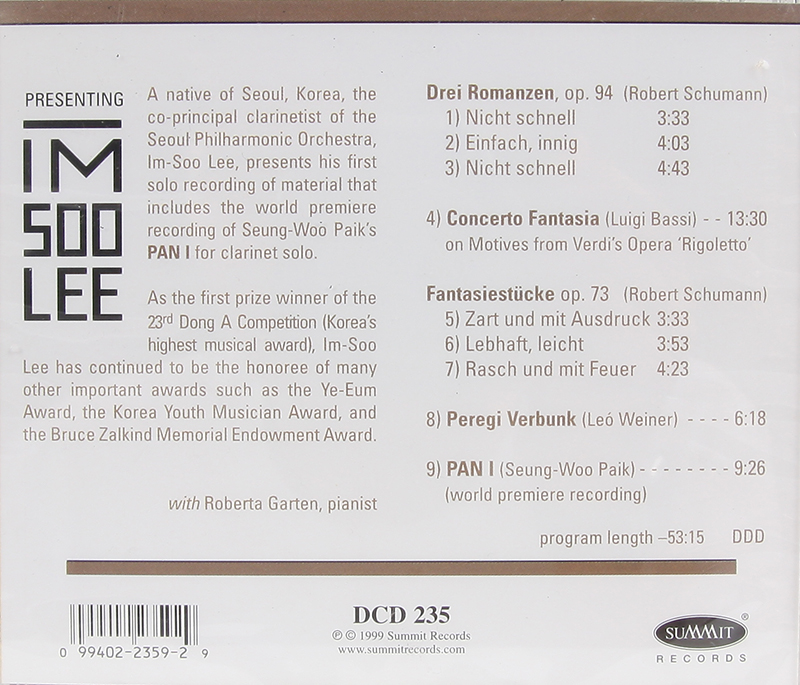 PRESENTING
IM
SOO
LEE
A native of Seoul, Korea, the
co-principal clarinetist of the
Seoul Philharmonic Orchestra,
Im-Soo Lee, presents his first
solo recording of material that
includes the world premiere
recording of Seung-Woo Paik's
PAN I for clarinet solo.
As the first prize winner of the
23rd Dong A Competition (Korea's
highest musical award), Im-Soo
Lee has continued to be the honoree of many
other important awards such as the Ye-Eum
Award, the Korea Youth Musician Award, and
the Bruce Zalkind Memorial Endowment Award.
with Roberta Garten, pianist
Drei Romanzen, op. 94 (Robert Schumann)
1) Nicht schnell 3:33
2) Einfach, innig 4:03
3) Nicht schnell 4:43
4) Concerto Fantasia (Luigi Bassi) - - 13:30
on Motives from Verdi's Opera 'Rigoletto'
Fantasiestücke op. 73 (Robert Schumann)
5) Zart und mit Ausdruck 3:33
6) Lebhaft, leicht 3:53
7) Rasch und mit Feuer 4:23
8) Peregi Verbunk (Leó Weiner) - - - - 6:18
9) PAN I (Seung-Woo Paik) - - - - - - - - 9:26
(world premiere recording)
program length –53:15 DDD
0 99402-2359-2 9
DCD 235
℗ © 1999 Summit Records
www.summitrecords.com
SUMMIT ®
RECORDS